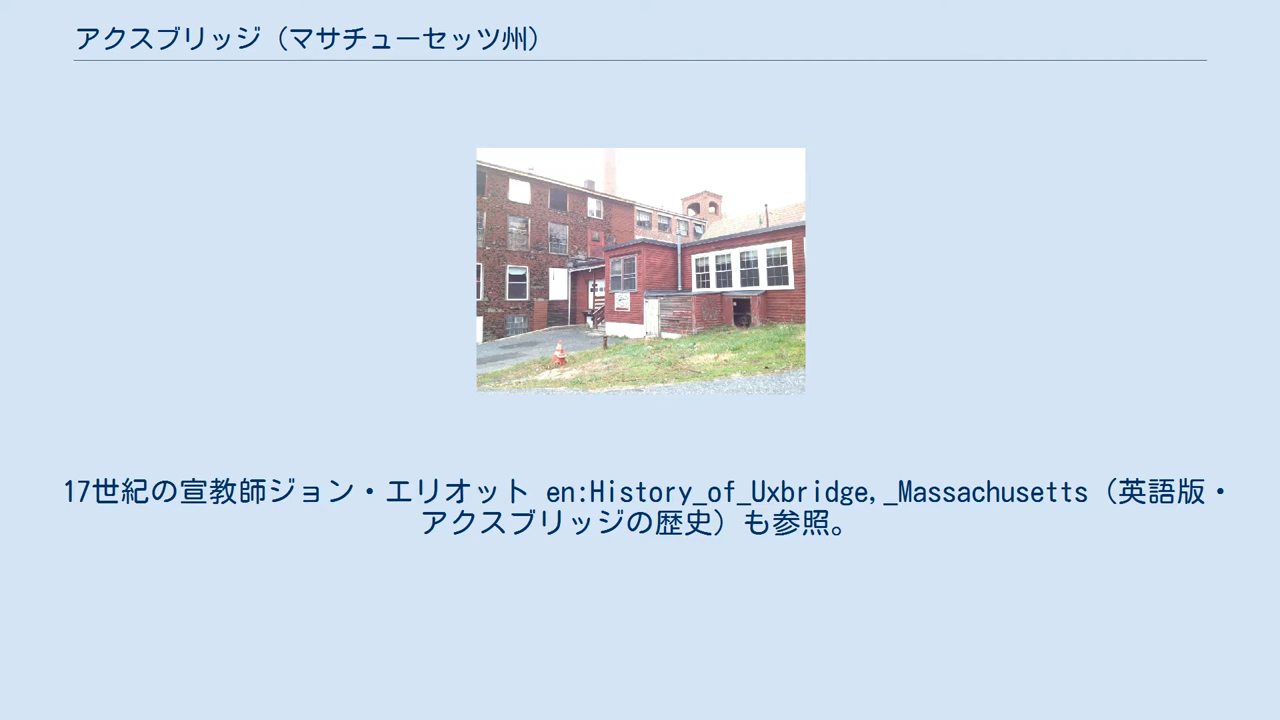 アクスブリッジ（マサチューセッツ州）
17世紀の宣教師ジョン・エリオット en:History_of_Uxbridge,_Massachusetts（英語版・
アクスブリッジの歴史）も参照。